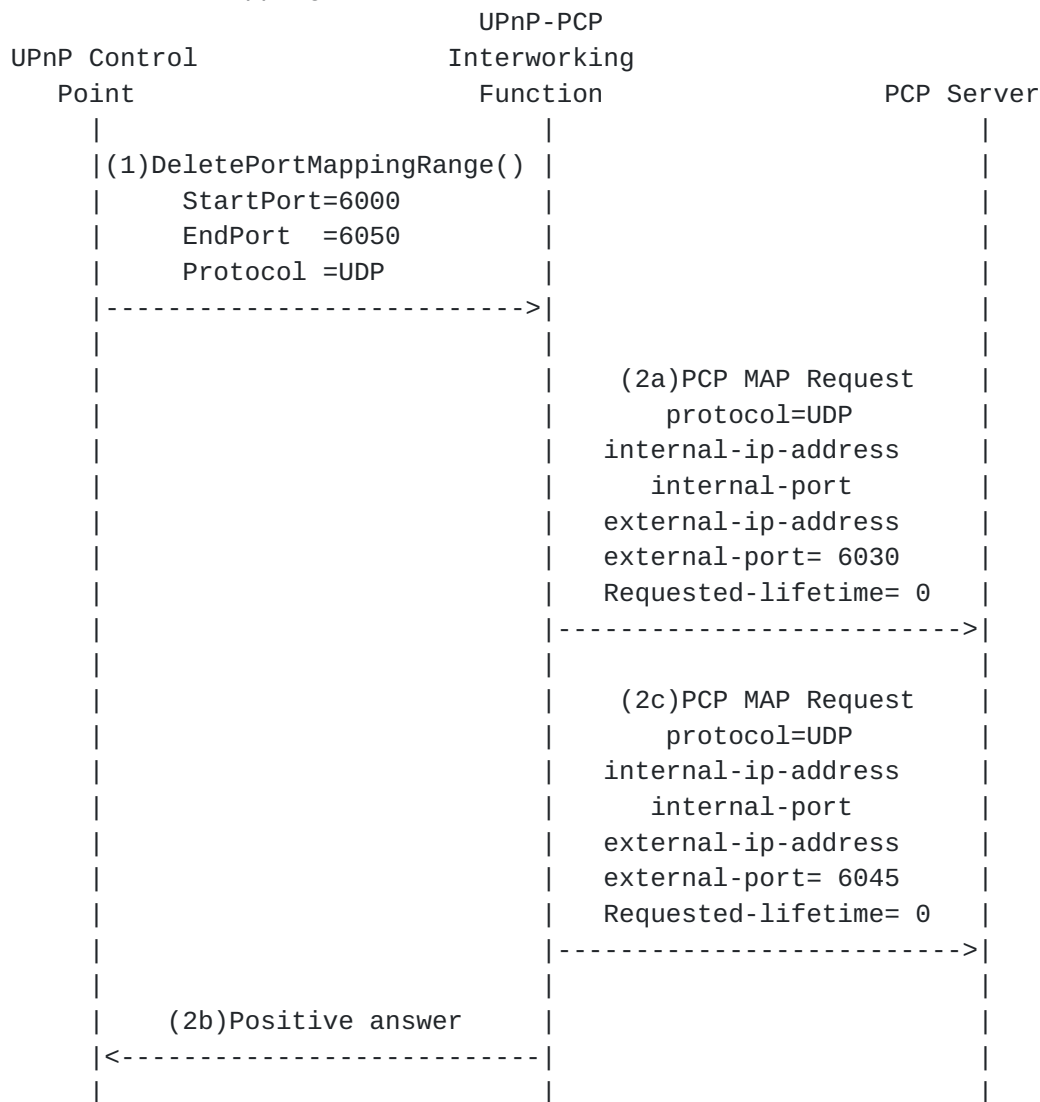 UPnP-PCP
UPnP Control Interworking
Point Function PCP Server
(1)DeletePortMappingRange()
StartPort=6000
EndPort =6050
Protocol =UDP
(2a)PCP MAP Request
protocol=UDP
internal-ip-address
internal-port
external-ip-address
external-port= 6030
Requested-lifetime= 0
(2c)PCP MAP Request
protocol=UDP
internal-ip-address
internal-port
external-ip-address
external-port= 6045
Requested-lifetime= 0
(2b)Positive answer